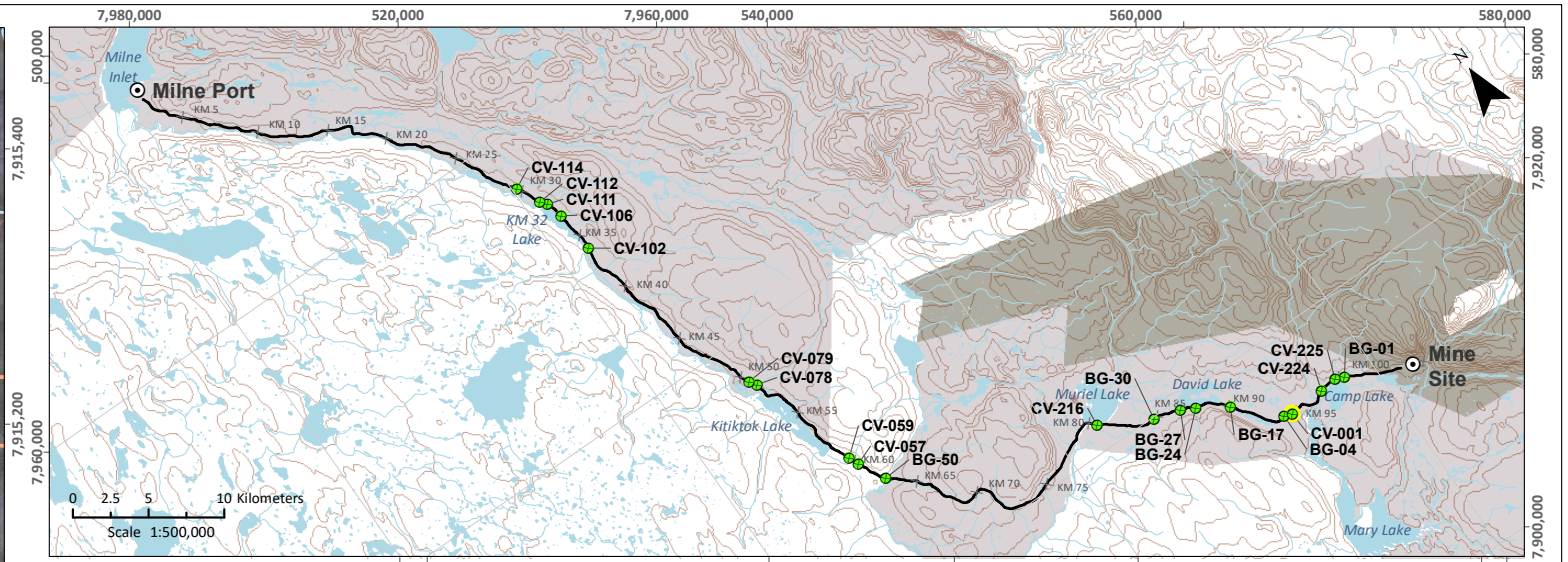 7,980,000
520,000
7,960,000
540,000
560,000
580,000
500,000
7,915,400
7,915,200
7,960,000
580,000
7,920,000
7,900,000
N
Milne
Inlet
Milne Port
KM 5
KM 10
KM 15
KM 20
KM 25
CV-114
KM 30
CV-112
CV-111
CV-106
KM 32
Lake
KM 35
CV-102
KM 40
KM 45
CV-079
KM 50
CV-078
KM 55
Kitiktok Lake
CV-059
CV-057
KM 60
BG-50
KM 65
KM 70
KM 75
CV-216
KM 80
Muriel Lake
BG-30
KM 85
David Lake
BG-27
BG-24
KM 90
BG-17
CV-225
CV-224
BG-01
KM 100
Mine
Site
Camp Lake
KM 95
CV-001
BG-04
Mary Lake
0 2.5 5 10 Kilometers
Scale 1:500,000